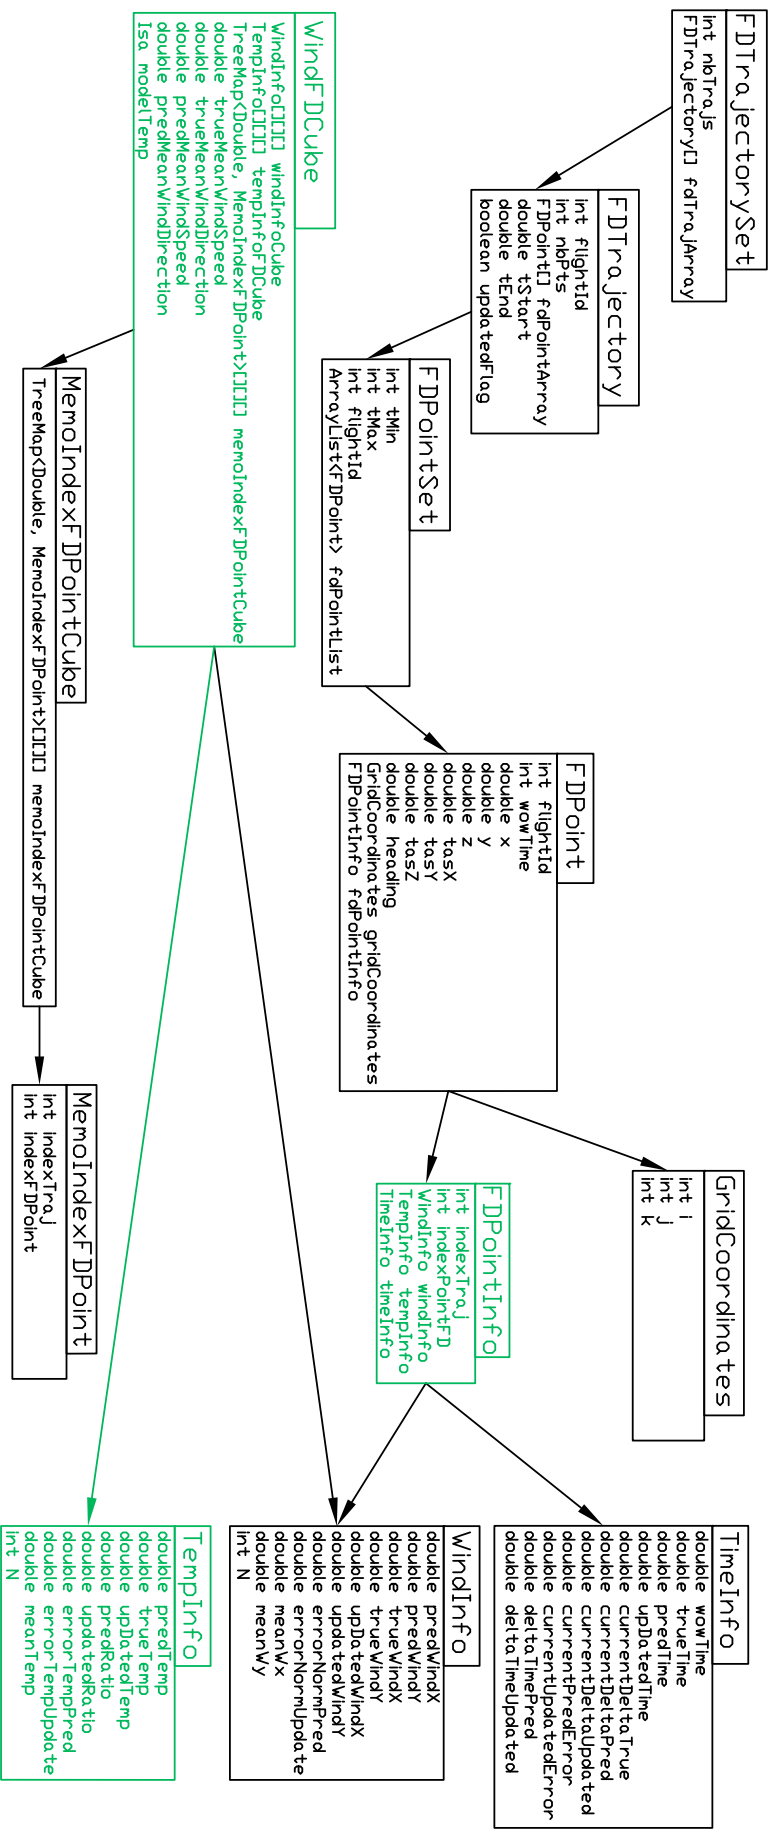 FDTrajectorySet
int nbTrajs
FDTrajectory[] fdTrajArray
FDTrajectory
int flightId
int nbPts
FDPoint[] fdPointArray
double tStart
double tEnd
boolean updatedFlag
FDPointSet
int tMin
int tMax
int flightId
ArrayList<FDPoint> fdPointList
FDPoint
int flightId
int wowTime
double x
double y
double z
double tasX
double tasY
double tasZ
double heading
GridCoordinates gridCoordinates
FDPointInfo fdPointInfo
GridCoordinates
int i
int j
int k
FDPointInfo
int indexTraj
int indexPointFD
WindInfo windInfo
TempInfo tempInfo
TimeInfo timeInfo
TimeInfo
double wowTime
double trueTime
double predTime
double upDatedTime
double currentDeltaTrue
double currentDeltaPred
double currentDeltaUpdated
double currentPredError
double currentUpdatedError
double deltaTimePred
double deltaTimeUpdated
WindInfo
double predWindX
double predWindY
double trueWindX
double trueWindY
double upDatedWindX
double updatedWindY
double errorNormPred
double errorNormUpdate
double meanWx
double meanWy
int N
WindFDCube
WindInfo[][][] windInfoCube
TempInfo[][][] tempInfoFDCube
TreeMap<Double, MemoIndexFDPoint>[][][] memoIndexFDPointCube
double trueMeanWindSpeed
double trueMeanWindDirection
double predMeanWindSpeed
double predMeanWindDirection
Isa modelTemp
TempInfo
double predTemp
double trueTemp
double upDatedTemp
double predRatio
double updatedRatio
double errorTempPred
double errorTempUpdate
double meanTemp
int N
MemoIndexFDPointCube
TreeMap<Double, MemoIndexFDPoint>[][][] memoIndexFDPointCube
MemoIndexFDPoint
int indexTraj
int indexFDPoint